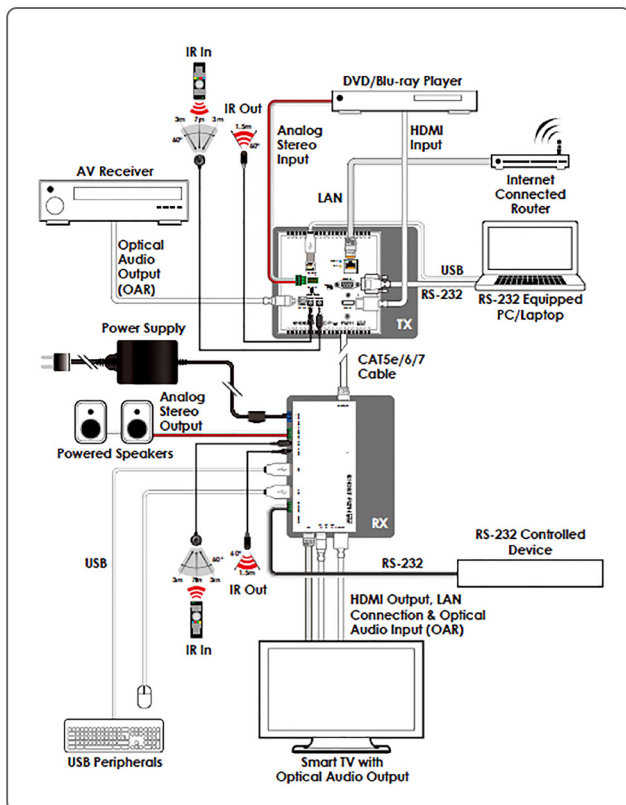 IR In
3m 7m 3m
60°
IR Out
1.5m
60°
DVD/Blu-ray Player
Analog
Stereo
Input
HDMI
Input
AV Receiver
LAN
Internet
Connected
Router
Optical
Audio
Output
(OAR)
USB
RS-232
RS-232 Equipped
PC/Laptop
TX
Power Supply
CAT5e/6/7
Cable
Analog
Stereo
Output
Powered Speakers
RX
USB
60°
3m 7m 3m
IR In
60°
1.5m
IR Out
RS-232
RS-232 Controlled
Device
HDMI Output, LAN
Connection & Optical
Audio Input (OAR)
USB Peripherals
Smart TV with
Optical Audio Output